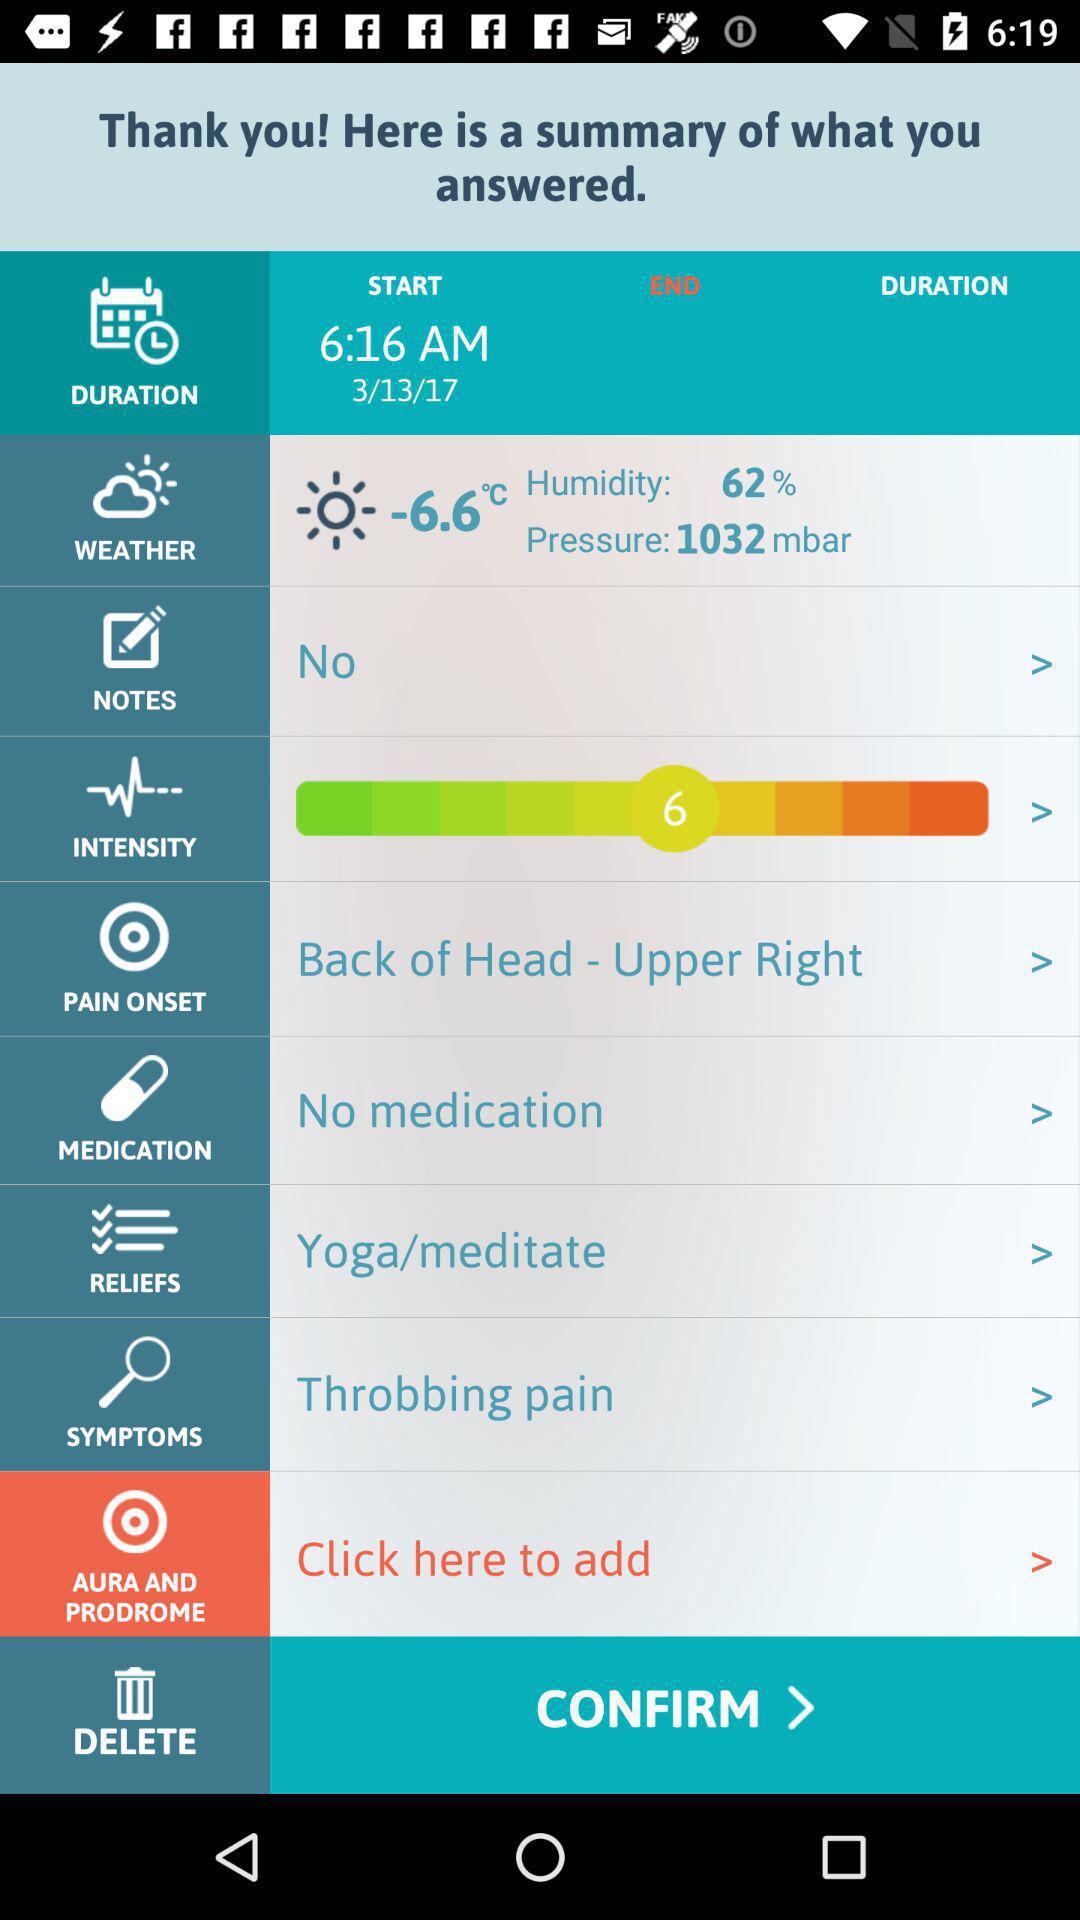 FAKE
6:19
Thank you! Here is a summary of what you
answered.
START END DURATION
6:16 AM
3/13/17
DURATION
WEATHER
-6.6 °C
Humidity: 62 %
Pressure: 1032 mbar
NOTES
No >
INTENSITY
6 >
PAIN ONSET
Back of Head - Upper Right >
MEDICATION
No medication >
RELIEFS
Yoga/meditate >
SYMPTOMS
Throbbing pain >
AURA AND
PRODROME
Click here to add >
DELETE
CONFIRM >